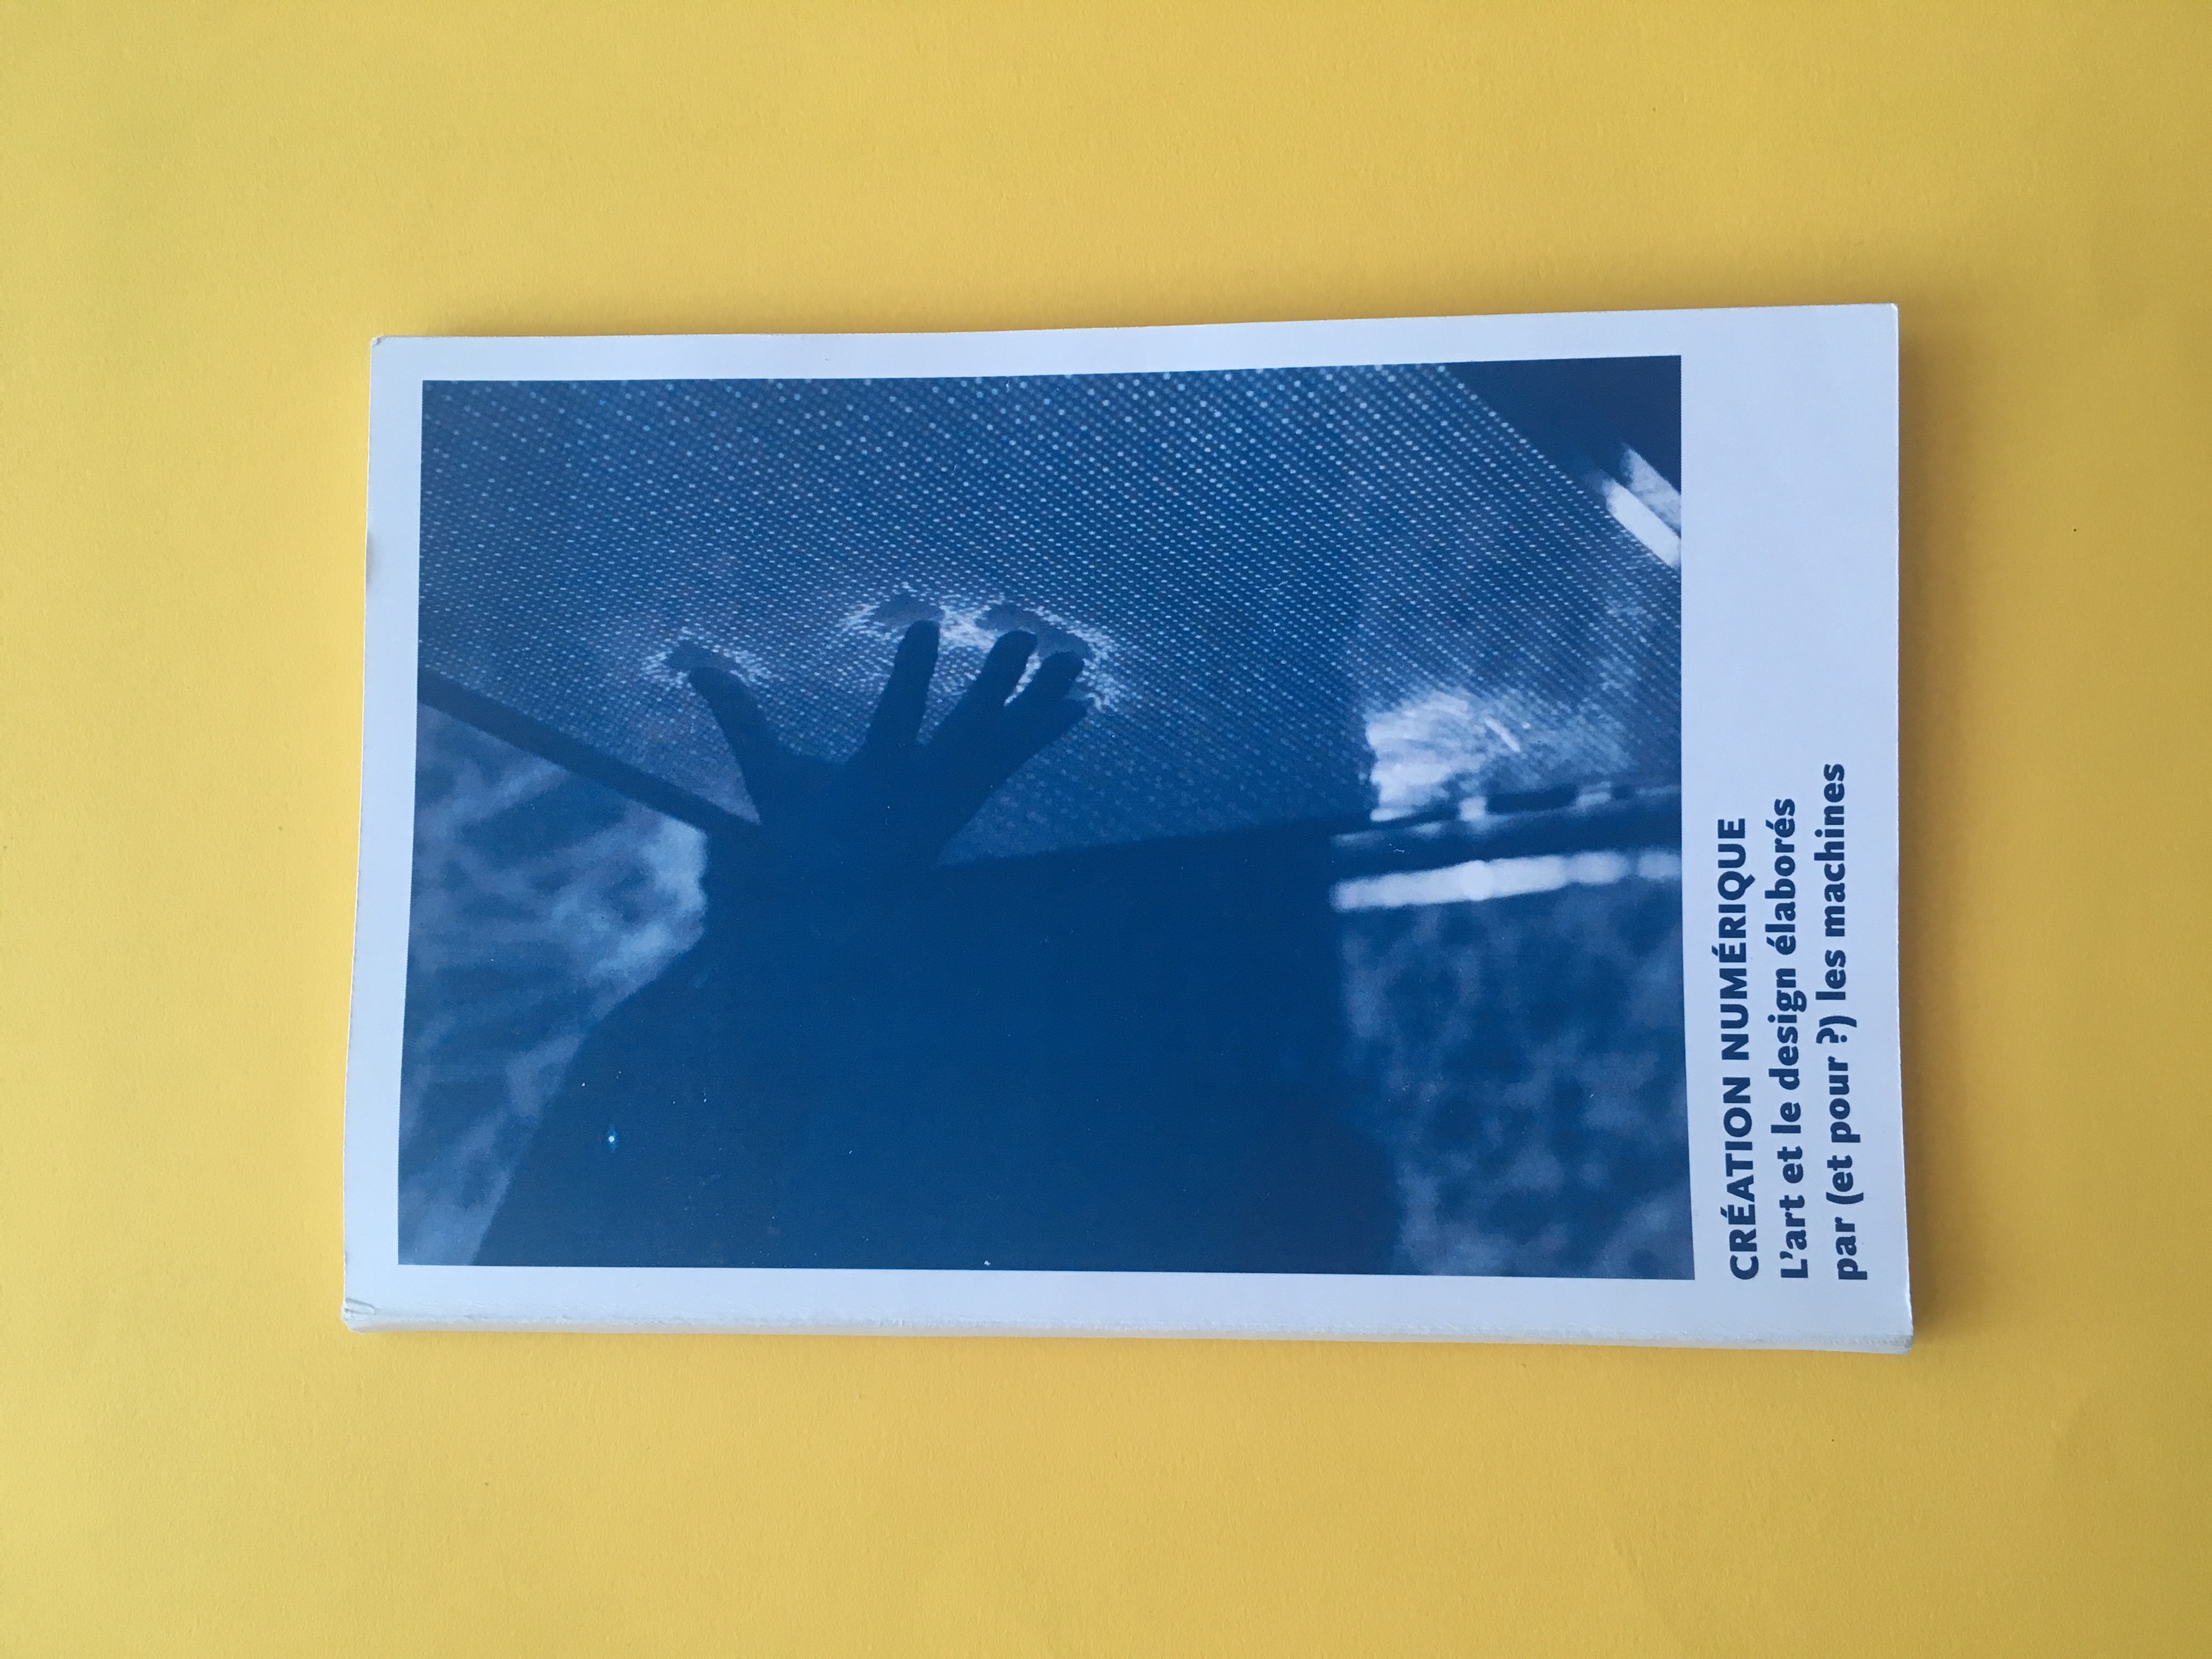 CRÉATION NUMÉRIQUE
L’art et le design élaborés
par (et pour ?) les machines